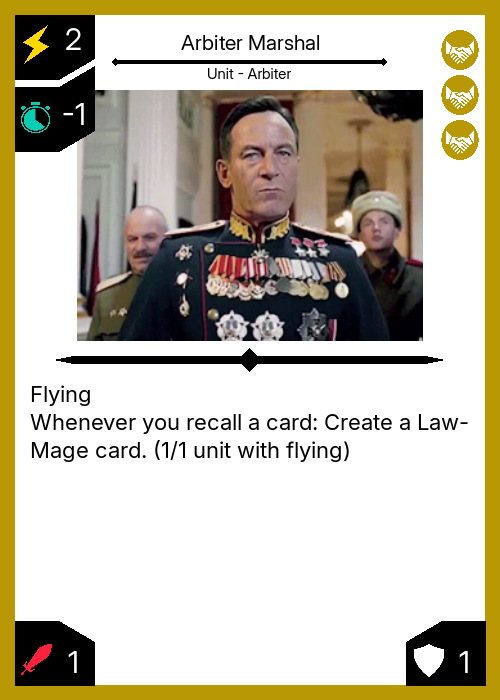 2
Arbiter Marshal
Unit - Arbiter
-1
Flying
Whenever you recall a card: Create a Law-
Mage card. (1/1 unit with flying)
1
1